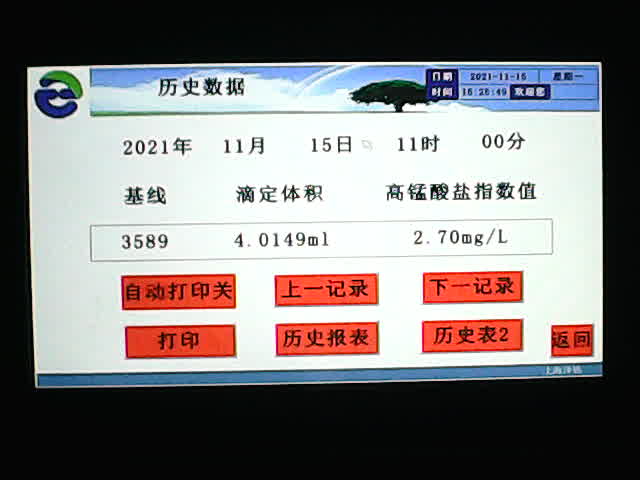 历史数据
日期 2021-11-15 星期一
时间 16:26:49 欢迎您
2021年 11月 15日 11时 00分
基线 滴定体积 高锰酸盐指数值
3589 4.0149ml 2.70mg/L
自动打印关 上一记录 下一记录
打印 历史报表 历史表2 返回